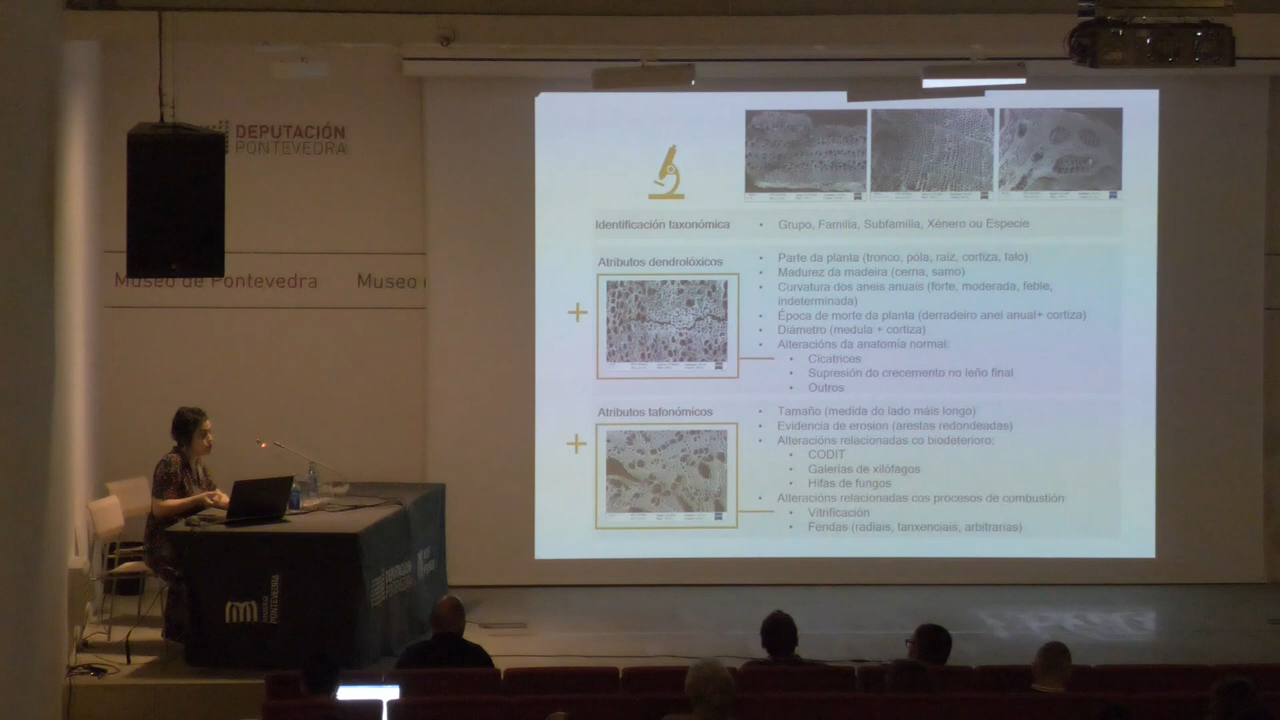 DEPUTACIÓN
PONTEVEDRA
Museo de Pontevedra
Museo
Identificación taxonómica
• Grupo, Familia, Subfamilia, Xénero ou Especie
Atributos dendrolóxicos
• Parte da planta (tronco, póla, raíz, cortiza, talo)
• Madurez da madeira (cerna, samo)
• Curvatura dos aneis anuais (forte, moderada, feble,
indeterminada)
+
• Época de morte da planta (derradeiro anel anual+ cortiza)
• Diámetro (medula + cortiza)
• Alteracións da anatomía normal:
• Cicatrices
• Supresión do crecemento no leño final
• Outros
Atributos tafonómicos
• Tamaño (medida do lado máis longo)
• Evidencia de erosion (arestas redondeadas)
+
• Alteracións relacionadas co biodeterioro:
• CODIT
• Galerías de xilófagos
• Hifas de fungos
• Alteracións relacionadas cos procesos de combustión
• Vitrificación
• Fendas (radiais, tanxenciais, arbitrarias)
DEPUTACIÓN
PONTEVEDRA
MUSEO
PONTEVEDRA